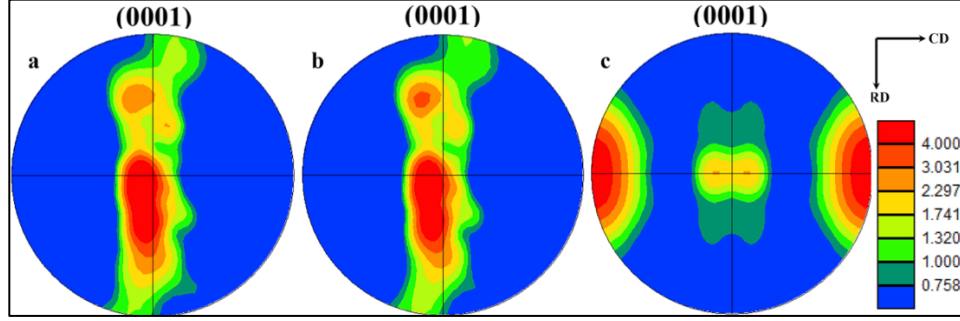 (0001)
(0001)
(0001)
a
b
c
CD
RD
4.000
3.031
2.297
1.741
1.320
1.000
0.758